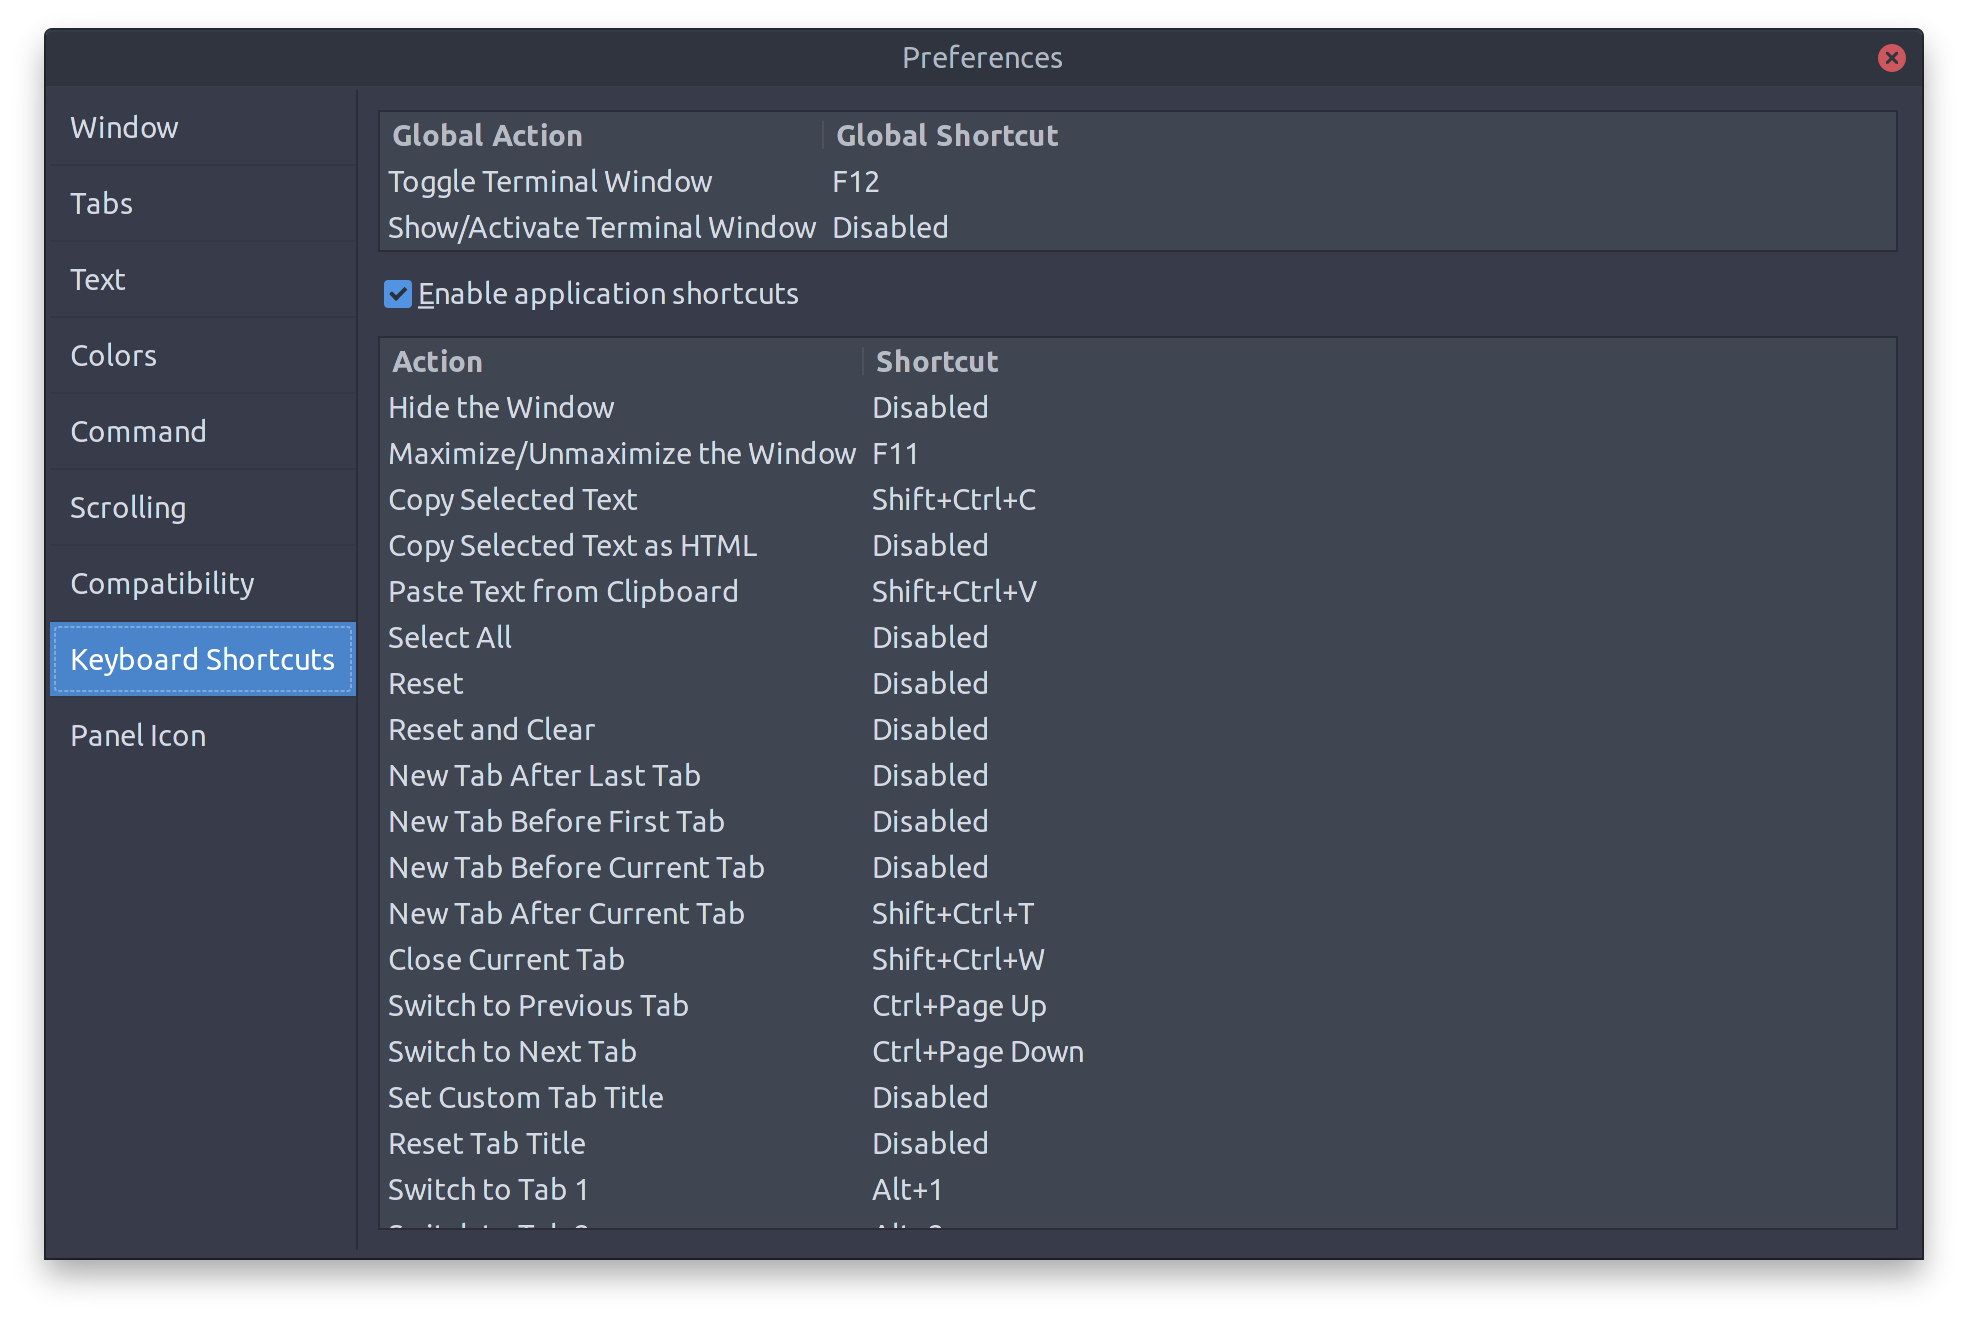 Preferences
Window
Tabs
Text
Colors
Command
Scrolling
Compatibility
Keyboard Shortcuts
Panel Icon
Global Action Global Shortcut
Toggle Terminal Window F12
Show/Activate Terminal Window Disabled
Enable application shortcuts
Action Shortcut
Hide the Window Disabled
Maximize/Unmaximize the Window F11
Copy Selected Text Shift+Ctrl+C
Copy Selected Text as HTML Disabled
Paste Text from Clipboard Shift+Ctrl+V
Select All Disabled
Reset Disabled
Reset and Clear Disabled
New Tab After Last Tab Disabled
New Tab Before First Tab Disabled
New Tab Before Current Tab Disabled
New Tab After Current Tab Shift+Ctrl+T
Close Current Tab Shift+Ctrl+W
Switch to Previous Tab Ctrl+Page Up
Switch to Next Tab Ctrl+Page Down
Set Custom Tab Title Disabled
Reset Tab Title Disabled
Switch to Tab 1 Alt+1